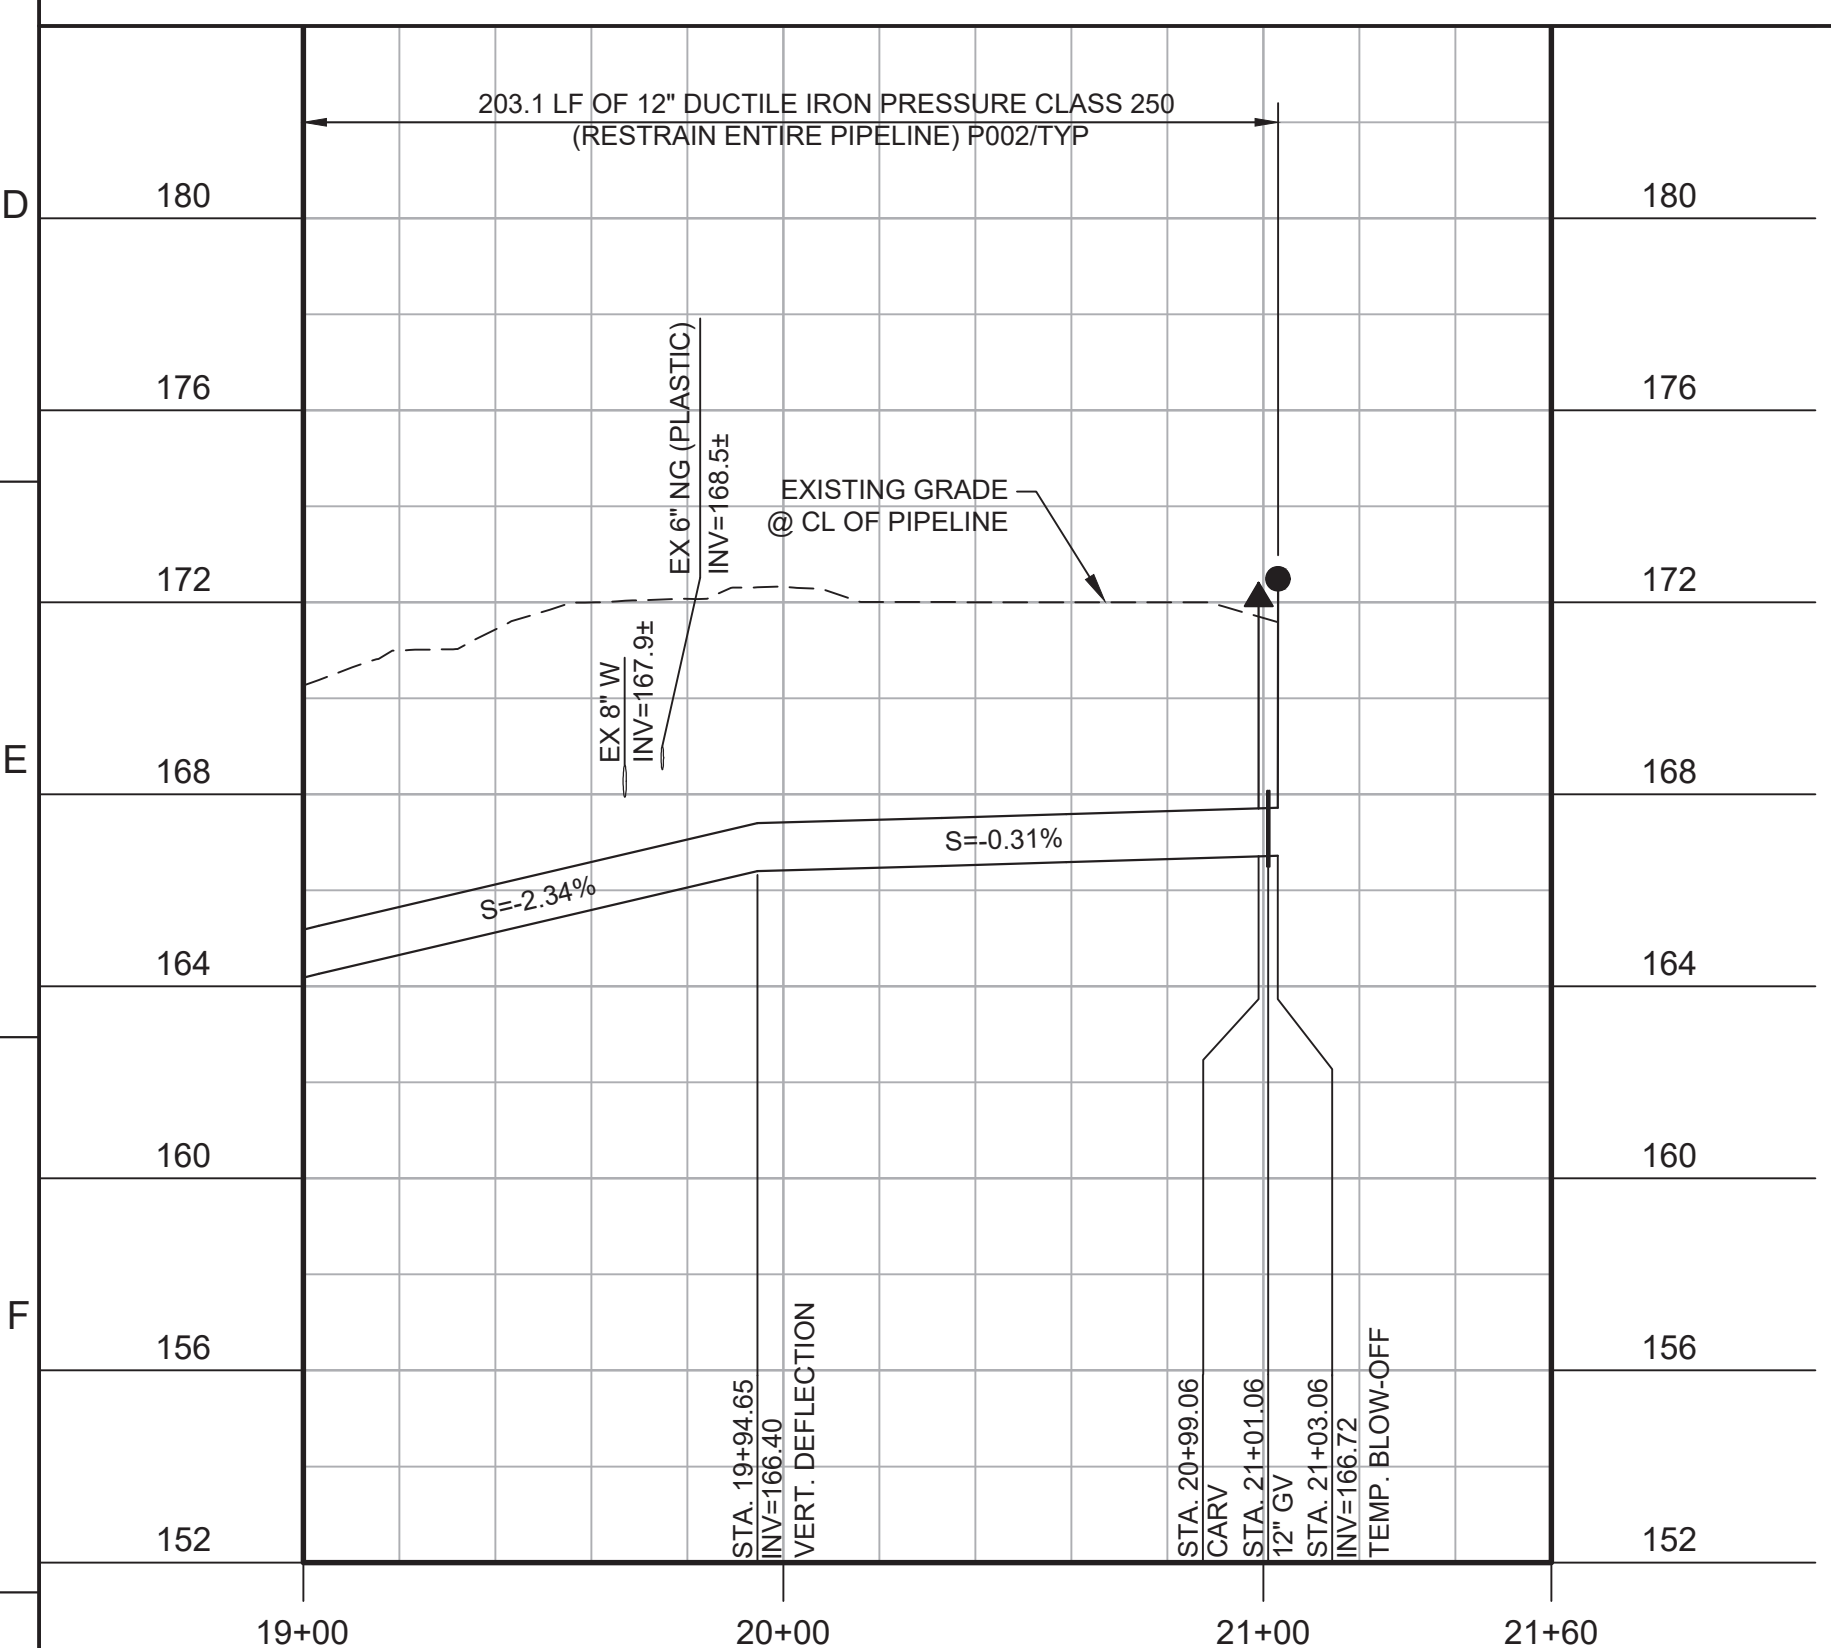 203.1 LF OF 12" DUCTILE IRON PRESSURE CLASS 250
(RESTRAIN ENTIRE PIPELINE) P002/TYP
D
180
180
EX 6" NG (PLASTIC)
INV=168.5±
176
176
EXISTING GRADE
@ CL OF PIPELINE
172
172
EX 8" W
INV=167.9±
E
168
168
S=-0.31%
S=-2.34%
164
164
160
160
F
156
156
STA. 19+94.65
INV=166.40
VERT. DEFLECTION
STA. 20+99.06
CARV
STA. 21+01.06
12" GV
STA. 21+03.06
INV=166.72
TEMP. BLOW-OFF
152
152
19+00
20+00
21+00
21+60